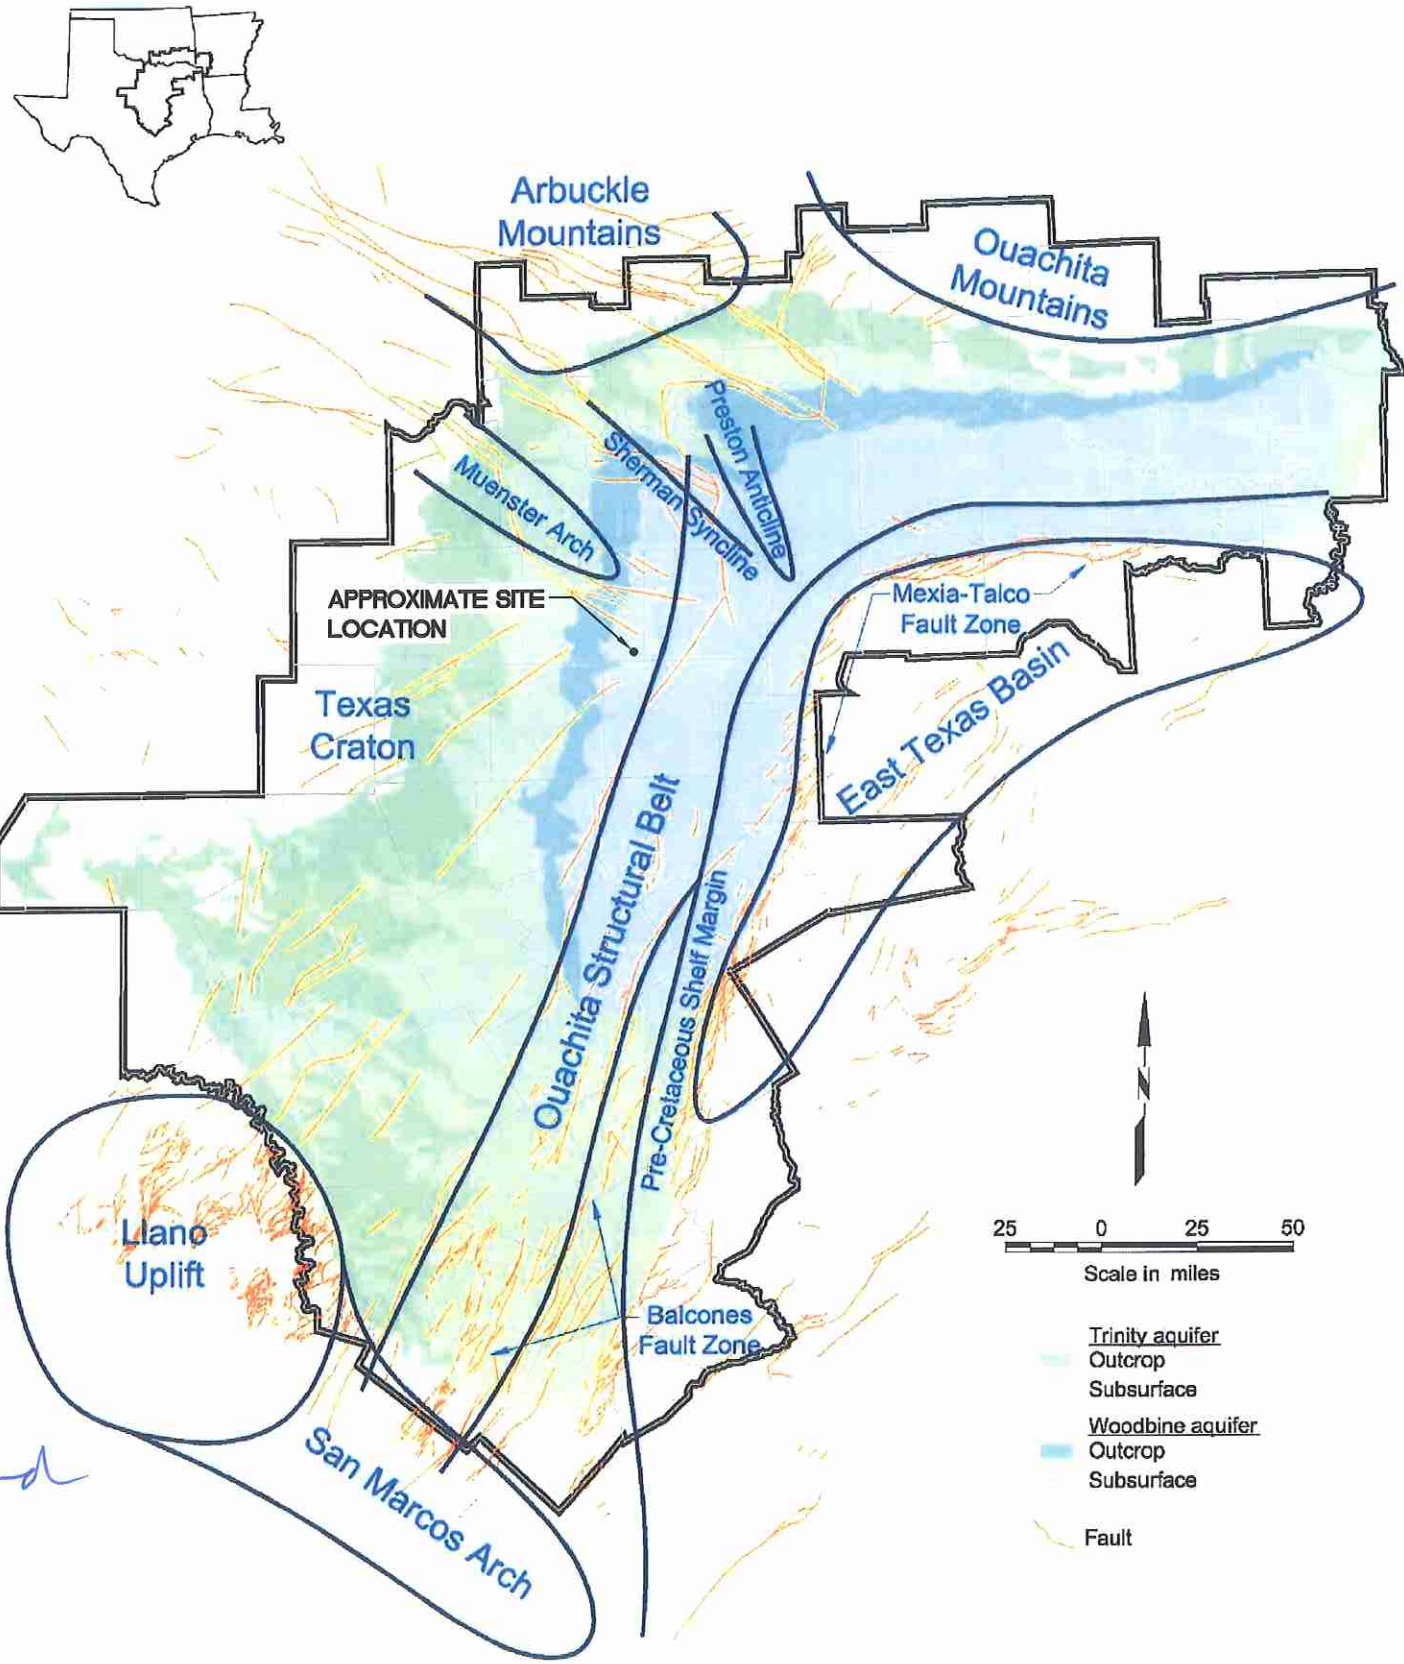 Arbuckle
Mountains
Ouachita
Mountains
Preston Anticline
Sherman Syncline
Muenster Arch
APPROXIMATE SITE
LOCATION
Mexia-Talco
Fault Zone
Texas
Craton
East Texas Basin
Ouachita Structural Belt
Pre-Cretaceous Shelf Margin
N
Llano
Uplift
25 0 25 50
Scale in miles
Balcones
Fault Zone
Trinity aquifer
Outcrop
Subsurface
Woodbine aquifer
Outcrop
Subsurface
San Marcos Arch
Fault